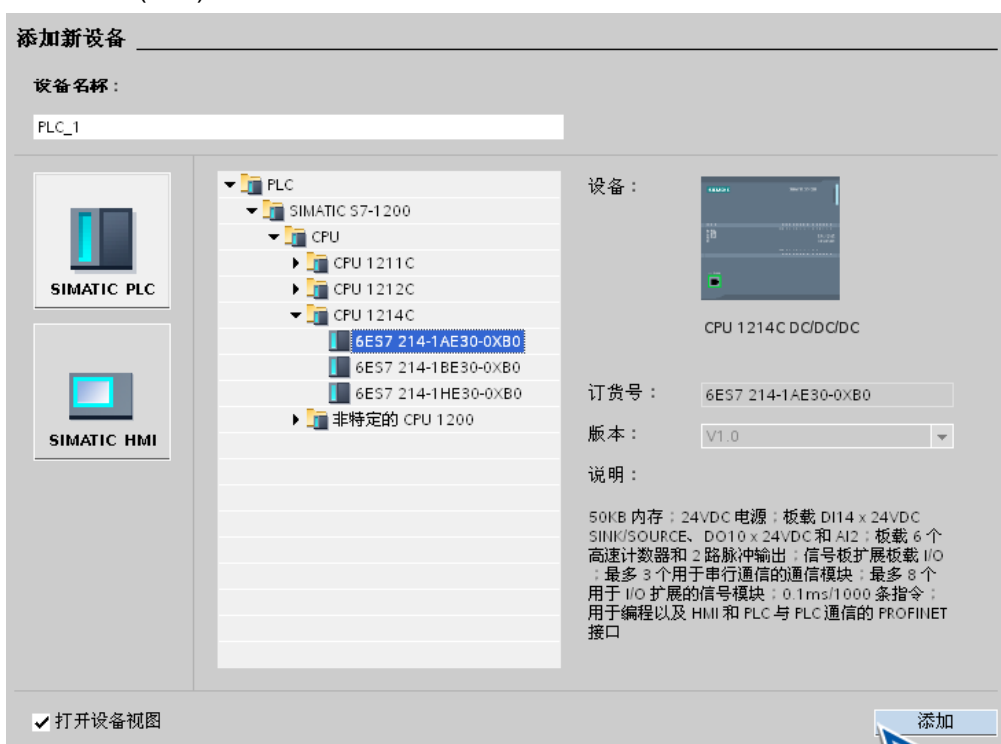 添加新设备
设备名称：
PLC_1
SIMATIC PLC
SIMATIC HMI
PLC
SIMATIC S7-1200
CPU
CPU 1211C
CPU 1212C
CPU 1214C
6ES7 214-1AE30-0XB0
6ES7 214-1BE30-0XB0
6ES7 214-1HE30-0XB0
非特定的 CPU 1200
设备：
SIEMENS
CPU 1214C DC/DC/DC
订货号：
6ES7 214-1AE30-0XB0
版本：
V1.0
说明：
50KB 内存；24VDC 电源；板载 DI14 x 24VDC
SINK/SOURCE、DO10 x 24VDC 和 AI2；板载 6 个
高速计数器和 2 路脉冲输出；信号板扩展板载 I/O
；最多 3 个用于串行通信的通信模块；最多 8 个
用于 I/O 扩展的信号模块；0.1ms/1000 条指令；
用于编程以及 HMI 和 PLC 与 PLC 通信的 PROFINET
接口
打开设备视图
添加